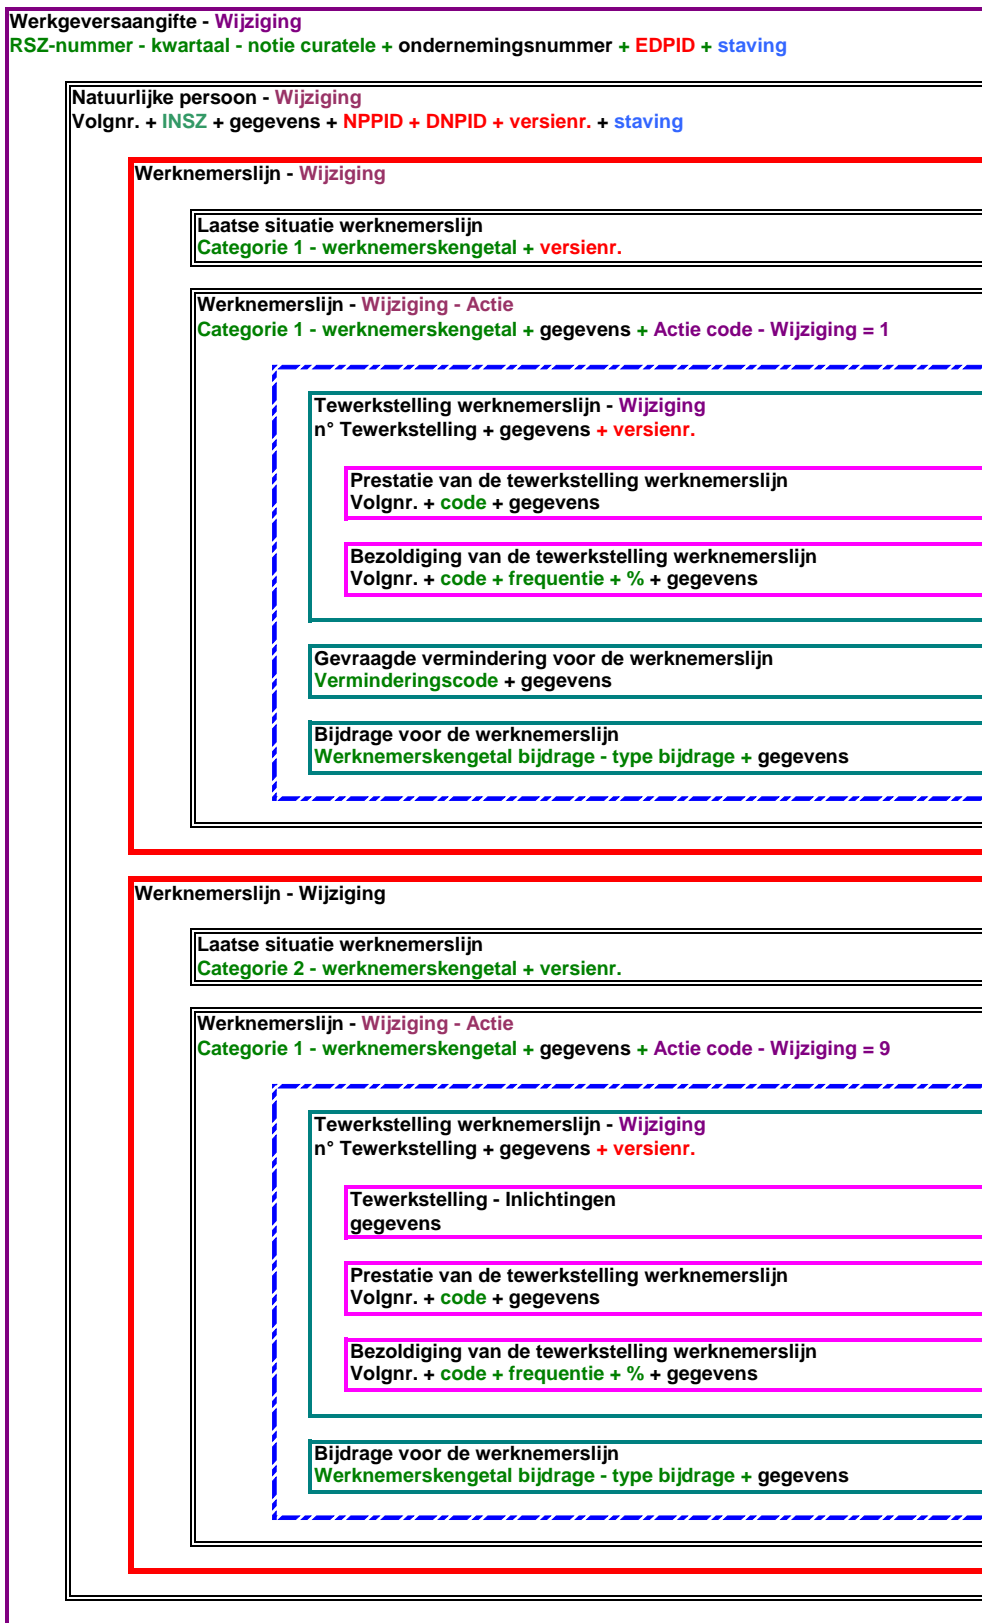 Werkgeversaangifte - Wijziging
RSZ-nummer - kwartaal - notie curatele + ondernemingsnummer + EDPID + staving
Natuurlijke persoon - Wijziging
Volgnr. + INSZ + gegevens + NPPID + DNPID + versienr. + staving
Werknemerslijn - Wijziging
Laatse situatie werknemerslijn
Categorie 1 - werknemerskengetal + versienr.
Werknemerslijn - Wijziging - Actie
Categorie 1 - werknemerskengetal + gegevens + Actie code - Wijziging = 1
Tewerkstelling werknemerslijn - Wijziging
n° Tewerkstelling + gegevens + versienr.
Prestatie van de tewerkstelling werknemerslijn
Volgnr. + code + gegevens
Bezoldiging van de tewerkstelling werknemerslijn
Volgnr. + code + frequentie + % + gegevens
Gevraagde vermindering voor de werknemerslijn
Verminderingscode + gegevens
Bijdrage voor de werknemerslijn
Werknemerskengetal bijdrage - type bijdrage + gegevens
Werknemerslijn - Wijziging
Laatse situatie werknemerslijn
Categorie 2 - werknemerskengetal + versienr.
Werknemerslijn - Wijziging - Actie
Categorie 1 - werknemerskengetal + gegevens + Actie code - Wijziging = 9
Tewerkstelling werknemerslijn - Wijziging
n° Tewerkstelling + gegevens + versienr.
Tewerkstelling - Inlichtingen
gegevens
Prestatie van de tewerkstelling werknemerslijn
Volgnr. + code + gegevens
Bezoldiging van de tewerkstelling werknemerslijn
Volgnr. + code + frequentie + % + gegevens
Bijdrage voor de werknemerslijn
Werknemerskengetal bijdrage - type bijdrage + gegevens